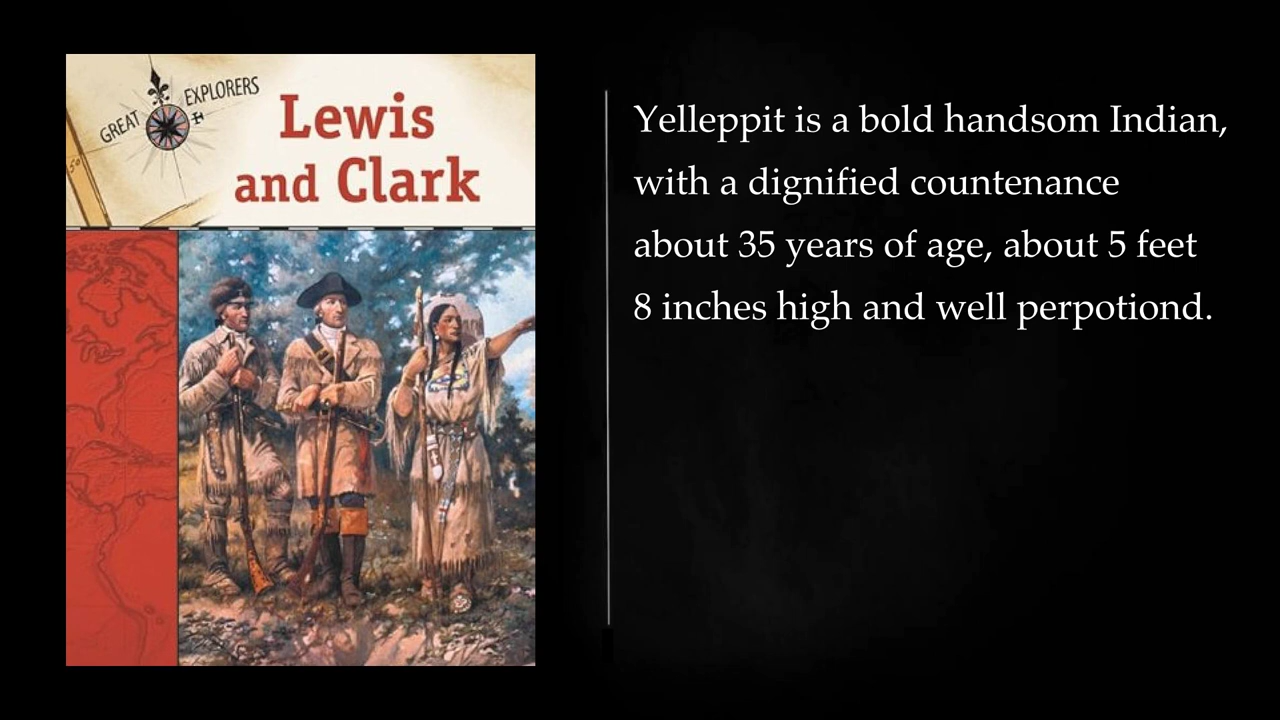 GREAT EXPLORERS
Lewis
and Clark
50
Yelleppit is a bold handsom Indian,
with a dignified countenance
about 35 years of age, about 5 feet
8 inches high and well perpotiond.